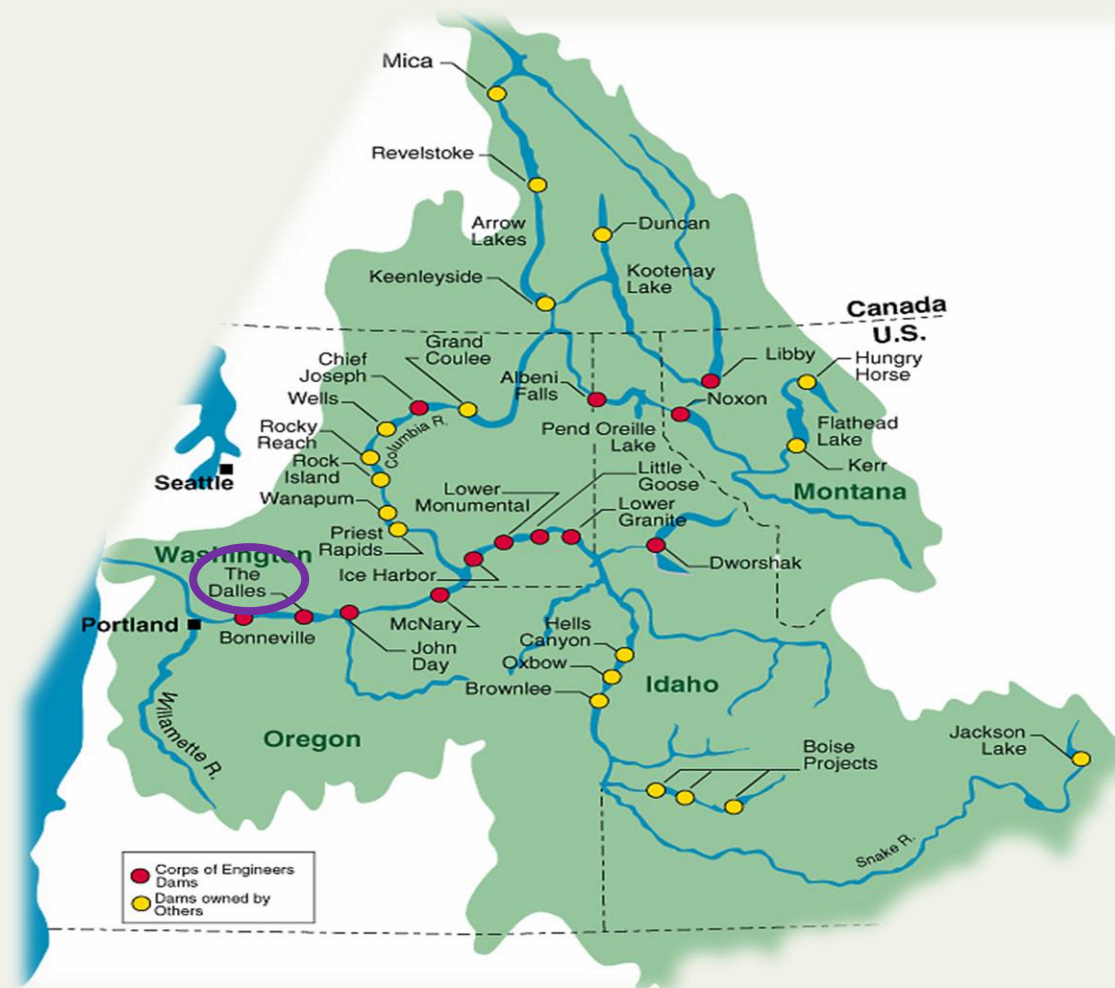 Mica
Revelstoke
Arrow
Lakes
Duncan
Keenleyside
Kootenay
Lake
Canada
U.S.
Grand
Coulee
Chief
Joseph
Libby
Hungry
Horse
Albeni
Falls
Wells
Noxon
Rocky
Reach
Columbia R.
Pend Oreille
Lake
Flathead
Lake
Rock
Island
Kerr
Seattle
Little
Goose
Wanapum
Lower
Monumental
Montana
Lower
Granite
Priest
Rapids
Washington
The
Dalles
Ice Harbor
Dworshak
Portland
Bonneville
McNary
Hells
Canyon
John
Day
Oxbow
Brownlee
Idaho
Willamette R.
Oregon
Jackson
Lake
Boise
Projects
Snake R.
Corps of Engineers
Dams
Dams owned by
Others